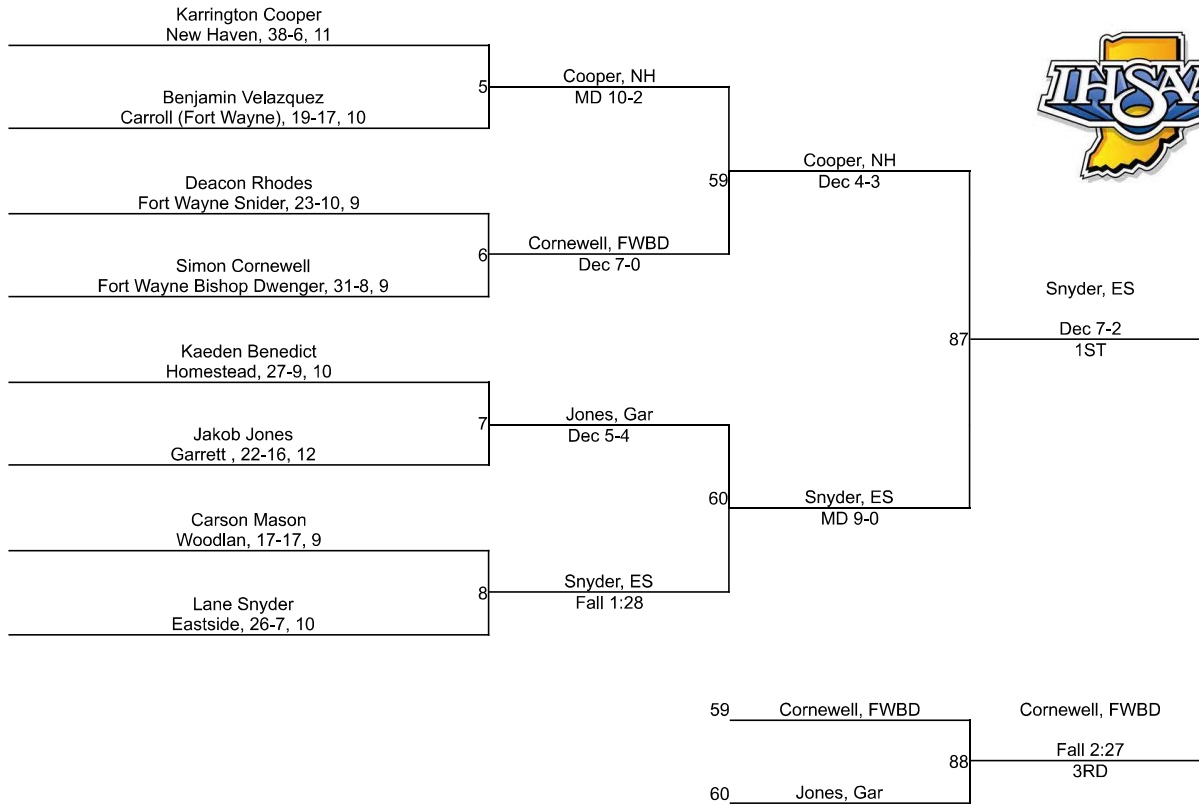 Karrington Cooper
New Haven, 38-6, 11
5
Benjamin Velazquez
Carroll (Fort Wayne), 19-17, 10
Cooper, NH
MD 10-2
Deacon Rhodes
Fort Wayne Snider, 23-10, 9
6
Simon Cornewell
Fort Wayne Bishop Dwenger, 31-8, 9
Cornewell, FWBD
Dec 7-0
59
Cooper, NH
Dec 4-3
Kaeden Benedict
Homestead, 27-9, 10
7
Jakob Jones
Garrett , 22-16, 12
Jones, Gar
Dec 5-4
Carson Mason
Woodlan, 17-17, 9
8
Lane Snyder
Eastside, 26-7, 10
Snyder, ES
Fall 1:28
60
Snyder, ES
MD 9-0
87
Snyder, ES
Dec 7-2
1ST
59
Cornewell, FWBD
60
Jones, Gar
88
Cornewell, FWBD
Fall 2:27
3RD
IHSAA